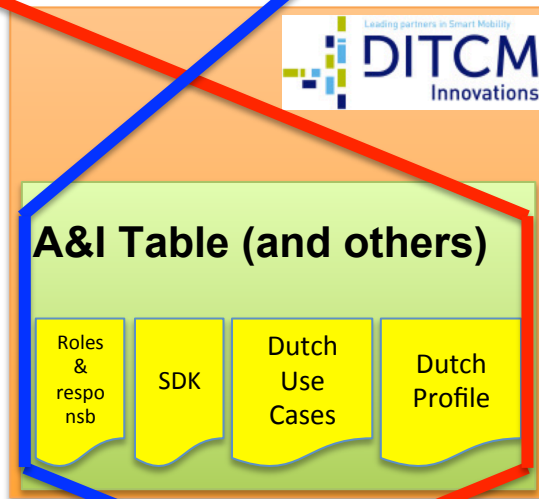 Leading partners in Smart Mobility
DITCM
Innovations
A&I Table (and others)
Roles
&
respo
nsb
SDK
Dutch
Use
Cases
Dutch
Profile